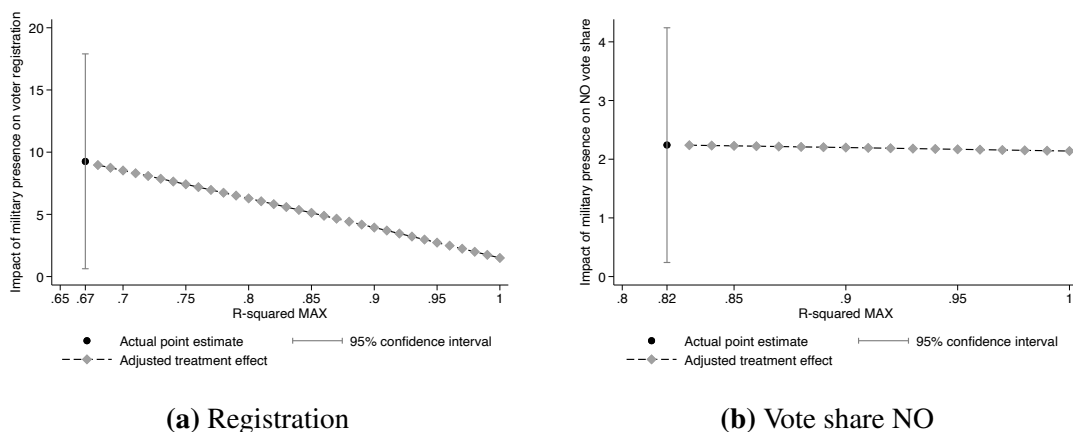 Impact of military presence on voter registration
20
15
10
5
0
.65 .67 .7 .75 .8 .85 .9 .95 1
R-squared MAX
Actual point estimate
95% confidence interval
Adjusted treatment effect
(a) Registration
Impact of military presence on NO vote share
4
3
2
1
0
.8 .82 .85 .9 .95 1
R-squared MAX
Actual point estimate
95% confidence interval
Adjusted treatment effect
(b) Vote share NO